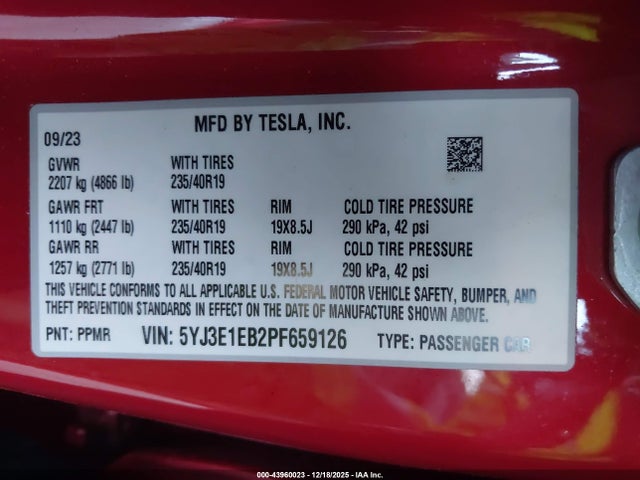 MFD BY TESLA, INC.
09/23
GVWR WITH TIRES
2207 kg (4866 lb) 235/40R19
GAWR FRT WITH TIRES RIM COLD TIRE PRESSURE
1110 kg (2447 lb) 235/40R19 19X8.5J 290 kPa, 42 psi
GAWR RR WITH TIRES RIM COLD TIRE PRESSURE
1257 kg (2771 lb) 235/40R19 19X8.5J 290 kPa, 42 psi
THIS VEHICLE CONFORMS TO ALL APPLICABLE U.S. FEDERAL MOTOR VEHICLE SAFETY, BUMPER, AND
THEFT PREVENTION STANDARDS IN EFFECT ON THE DATE OF MANUFACTURE SHOWN ABOVE.
PNT: PPMR VIN: 5YJ3E1EB2PF659126 TYPE: PASSENGER CAR
000-43960023 - 12/18/2025 - IAA Inc.